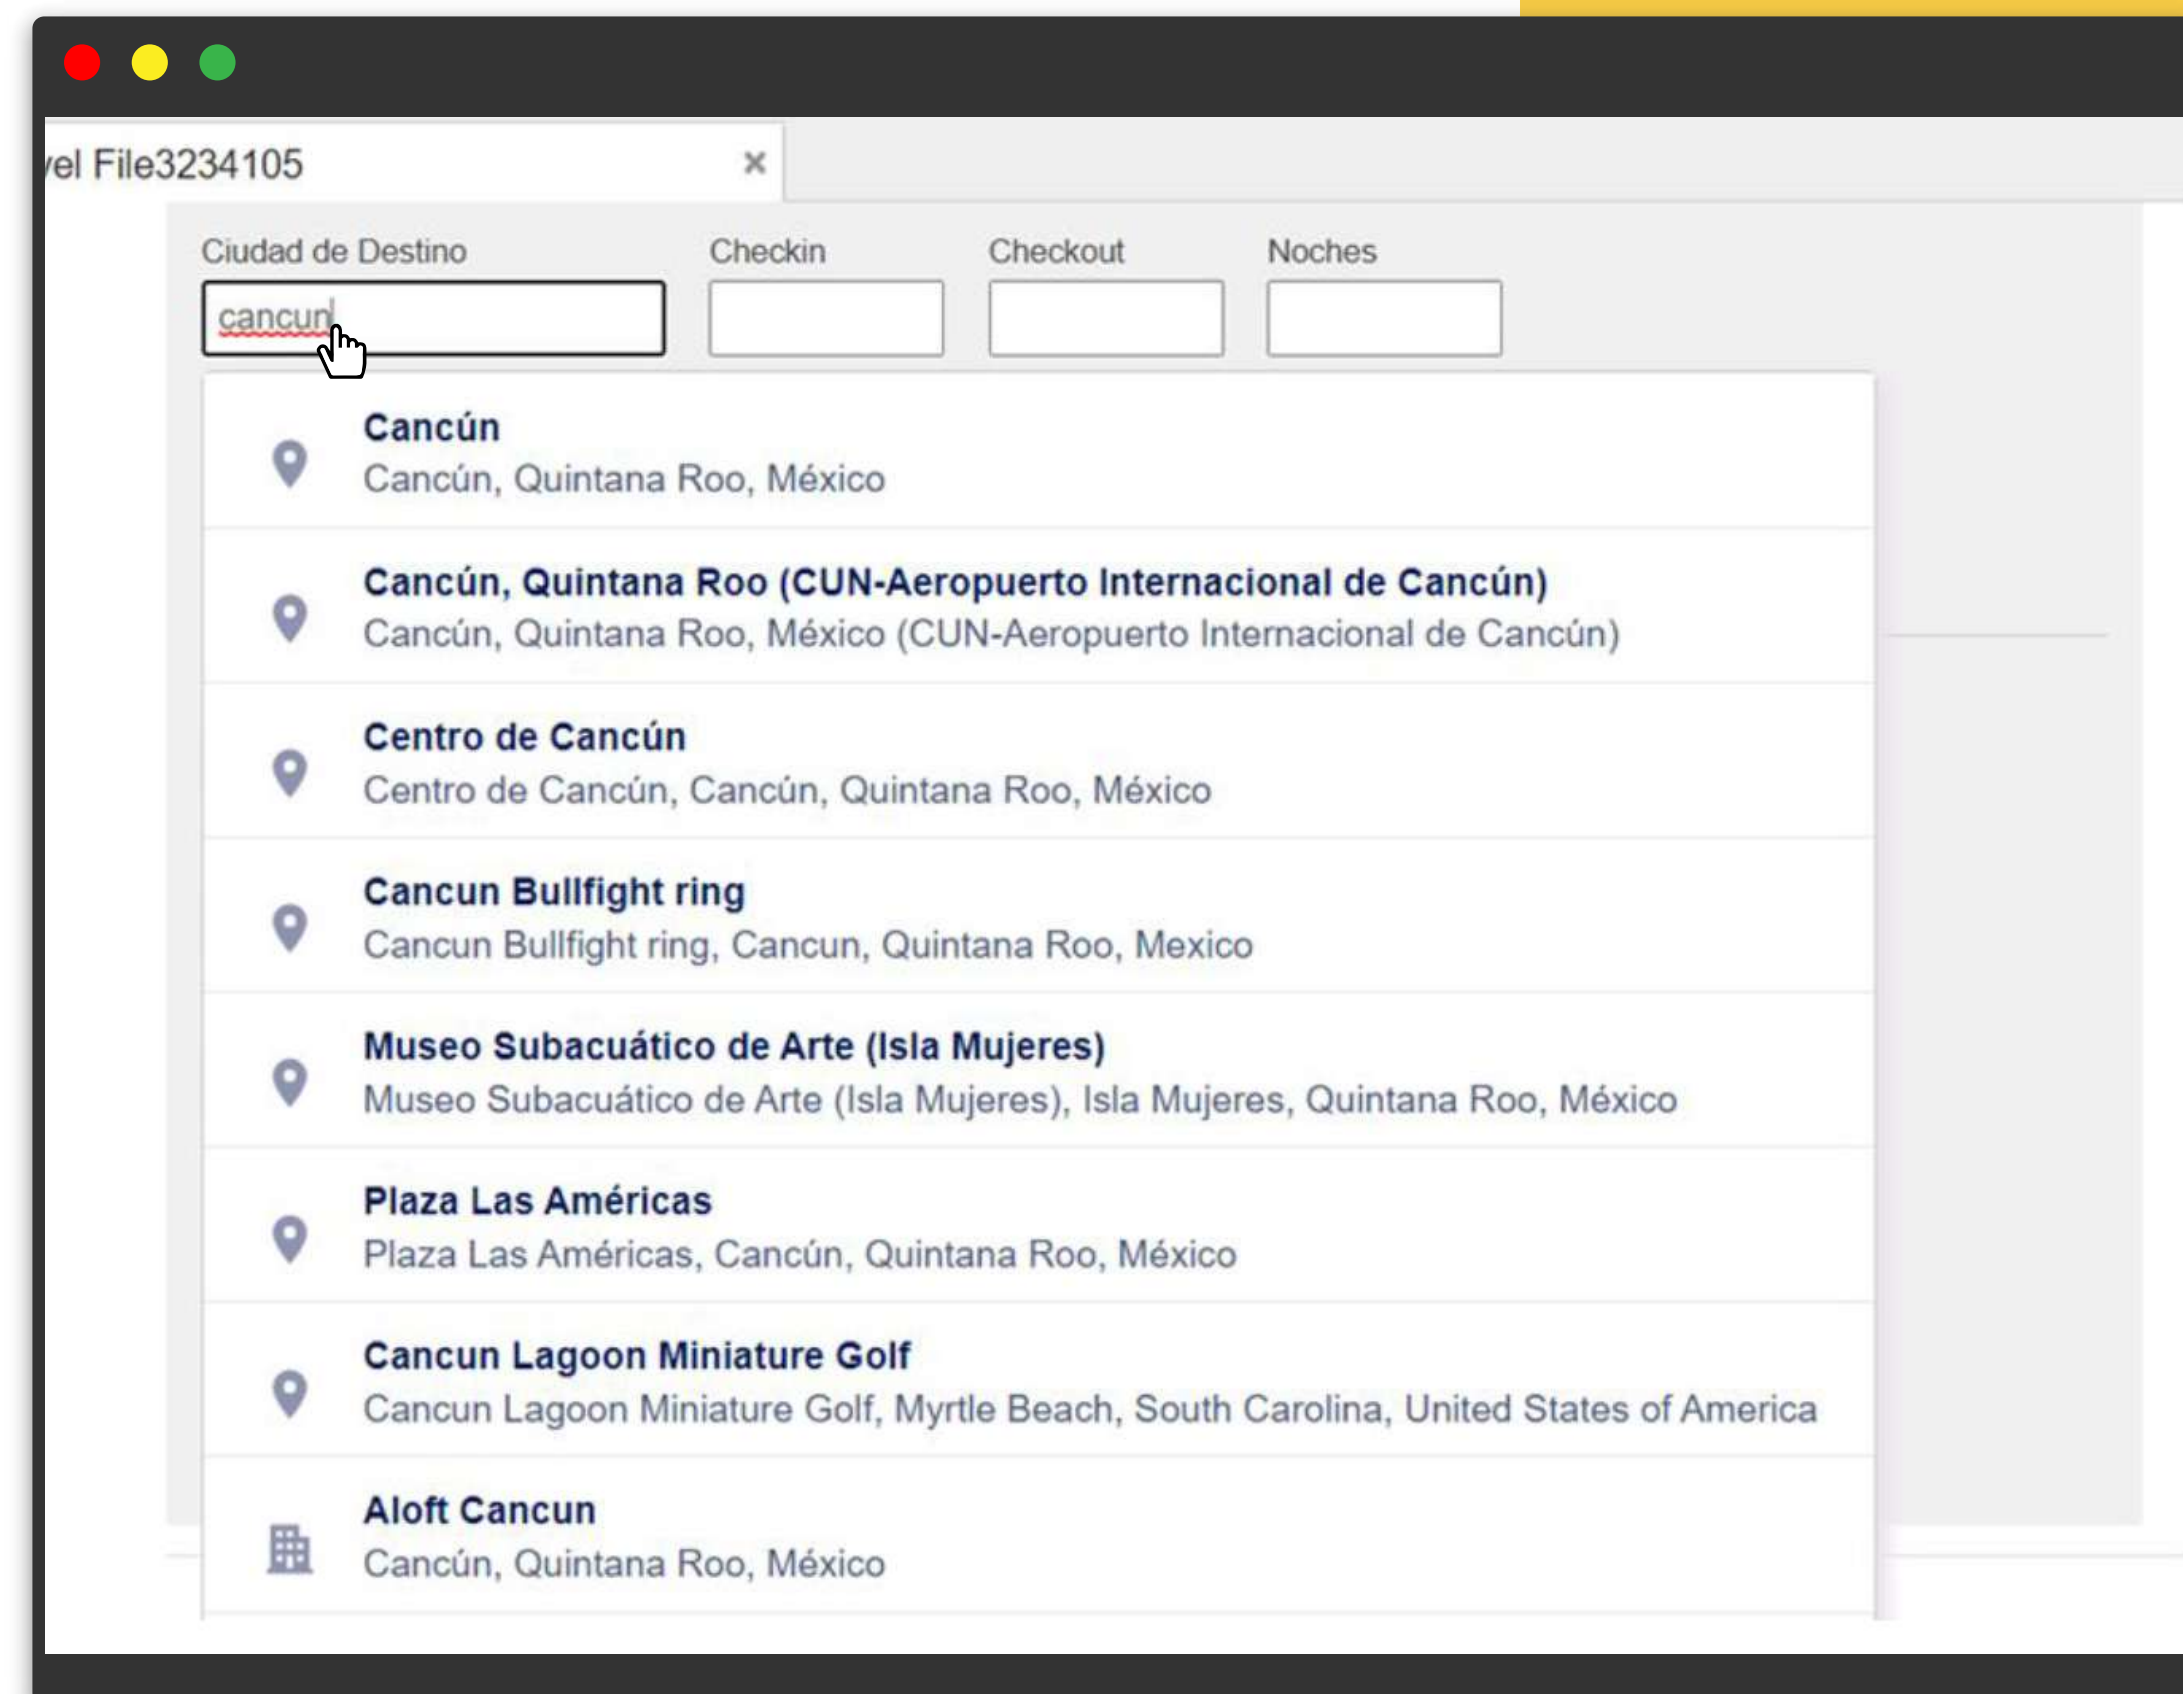 vel File3234105 ×
Ciudad de Destino Checkin Checkout Noches
cancun
Cancún
Cancún, Quintana Roo, México
Cancún, Quintana Roo (CUN-Aeropuerto Internacional de Cancún)
Cancún, Quintana Roo, México (CUN-Aeropuerto Internacional de Cancún)
Centro de Cancún
Centro de Cancún, Cancún, Quintana Roo, México
Cancun Bullfight ring
Cancun Bullfight ring, Cancun, Quintana Roo, Mexico
Museo Subacuático de Arte (Isla Mujeres)
Museo Subacuático de Arte (Isla Mujeres), Isla Mujeres, Quintana Roo, México
Plaza Las Américas
Plaza Las Américas, Cancún, Quintana Roo, México
Cancun Lagoon Miniature Golf
Cancun Lagoon Miniature Golf, Myrtle Beach, South Carolina, United States of America
Aloft Cancun
Cancún, Quintana Roo, México